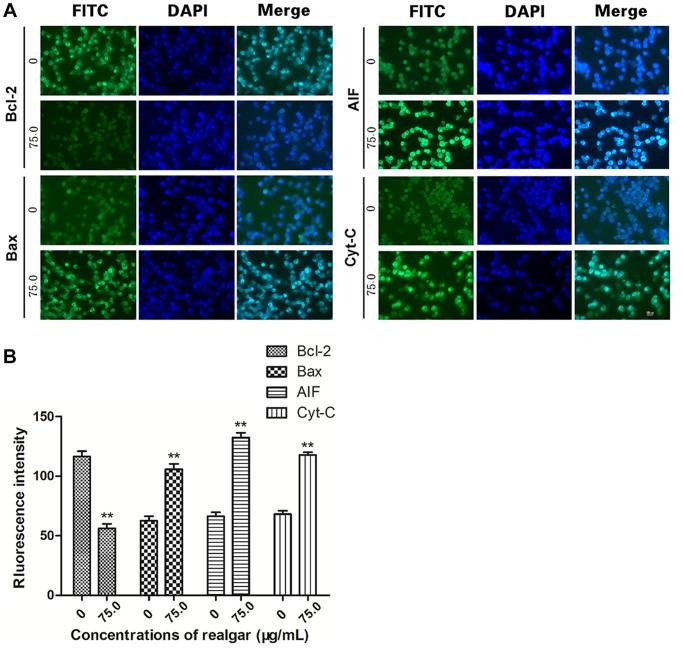 A
FITC DAPI Merge
FITC DAPI Merge
Bcl-2
0
75.0
Bax
0
75.0
AIF
0
75.0
Cyt-C
0
75.0
B
Bcl-2
Bax
AIF
Cyt-C
Rluorescence intensity
150
100
50
0
**
**
**
**
0 75.0 0 75.0 0 75.0 0 75.0
Concentrations of realgar (µg/mL)